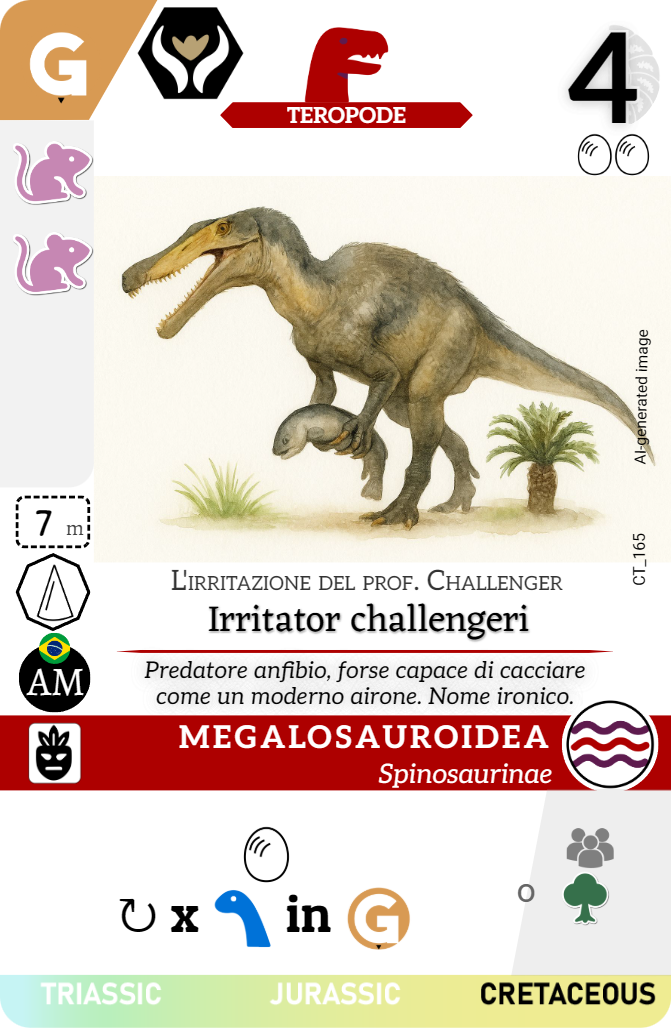 G
TEROPODE
4
AI-generated image
7 m
CT_165
L'IRRITAZIONE DEL PROF. CHALLENGER
Irritator challengeri
AM
Predatore anfibio, forse capace di cacciare
come un moderno airone. Nome ironico.
MEGALOSAUROIDEA
Spinosaurinae
↻ x in G
o
TRIASSIC JURASSIC CRETACEOUS